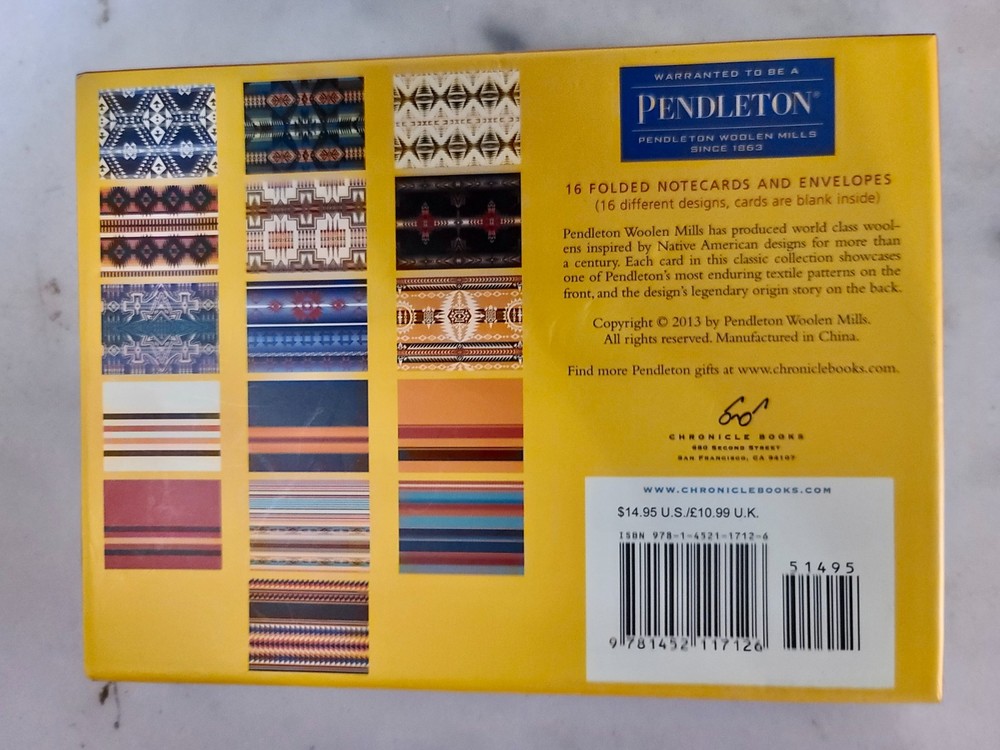 WARRANTED TO BE A
PENDLETON®
PENDLETON WOOLEN MILLS
SINCE 1863
16 FOLDED NOTECARDS AND ENVELOPES
(16 different designs, cards are blank inside)
Pendleton Woolen Mills has produced world class wool-
ens inspired by Native American designs for more than
a century. Each card in this classic collection showcases
one of Pendleton's most enduring textile patterns on the
front, and the design's legendary origin story on the back.
Copyright © 2013 by Pendleton Woolen Mills.
All rights reserved. Manufactured in China.
Find more Pendleton gifts at www.chroniclebooks.com.
CHRONICLE BOOKS
680 SECOND STREET
SAN FRANCISCO, CA 94107
WWW.CHRONICLEBOOKS.COM
$14.95 U.S./£10.99 U.K.
ISBN 978-1-4521-1712-6
51495
9 781452 117126